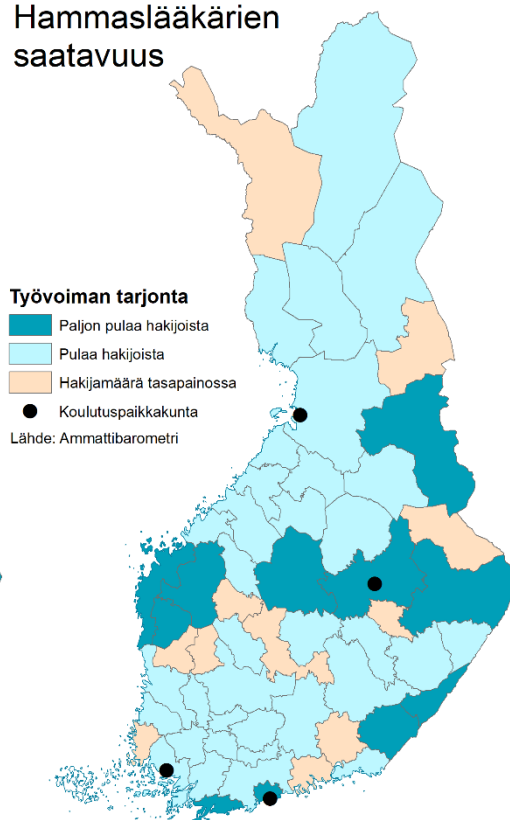 Hammaslääkärien
saatavuus
Työvoiman tarjonta
Paljon pulaa hakijoista
Pulaa hakijoista
Hakijamäärä tasapainossa
Koulutuspaikkakunta
Lähde: Ammattibarometri